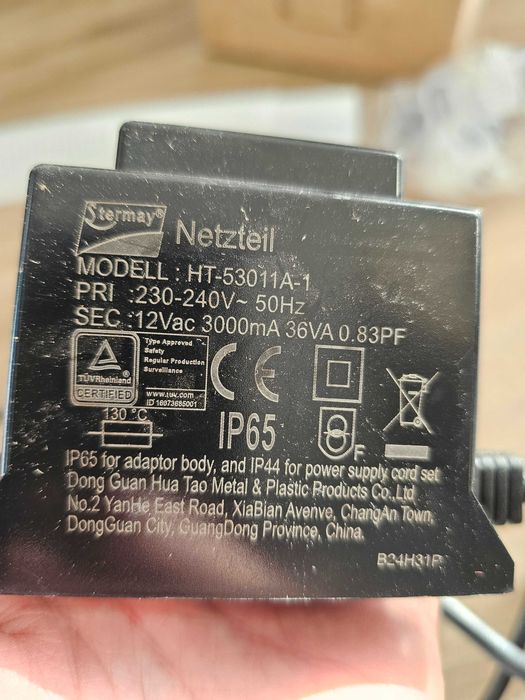 Stermay® Netzteil
MODELL : HT-53011A-1
PRI :230-240V~ 50Hz
SEC :12Vac 3000mA 36VA 0.83PF
TÜVRheinland
CERTIFIED
Type Approved
Safety
Regular Production
Surveillance
www.tuv.com
ID 16073685001
CE
130 °C
IP65
F
IP65 for adaptor body, and IP44 for power supply cord set
Dong Guan Hua Tao Metal & Plastic Products Co.,Ltd.
No.2 YanHe East Road, XiaBian Avenve, ChangAn Town,
DongGuan City, GuangDong Province, China.
B24H31F